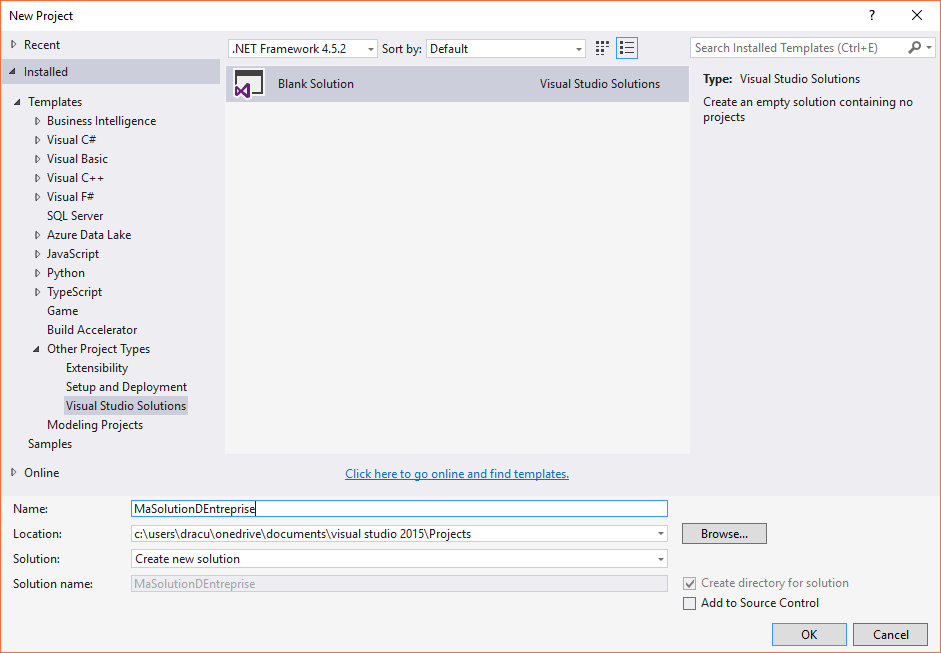 New Project
?
Recent
Installed
Templates
Business Intelligence
Visual C#
Visual Basic
Visual C++
Visual F#
SQL Server
Azure Data Lake
JavaScript
Python
TypeScript
Game
Build Accelerator
Other Project Types
Extensibility
Setup and Deployment
Visual Studio Solutions
Modeling Projects
Samples
Online
.NET Framework 4.5.2 Sort by: Default
Blank Solution Visual Studio Solutions
Click here to go online and find templates.
Search Installed Templates (Ctrl+E)
Type: Visual Studio Solutions
Create an empty solution containing no
projects
Name: MaSolutionDEntreprise
Location: c:\users\dracu\onedrive\documents\visual studio 2015\Projects Browse...
Solution: Create new solution
Solution name: MaSolutionDEntreprise
Create directory for solution
Add to Source Control
OK Cancel